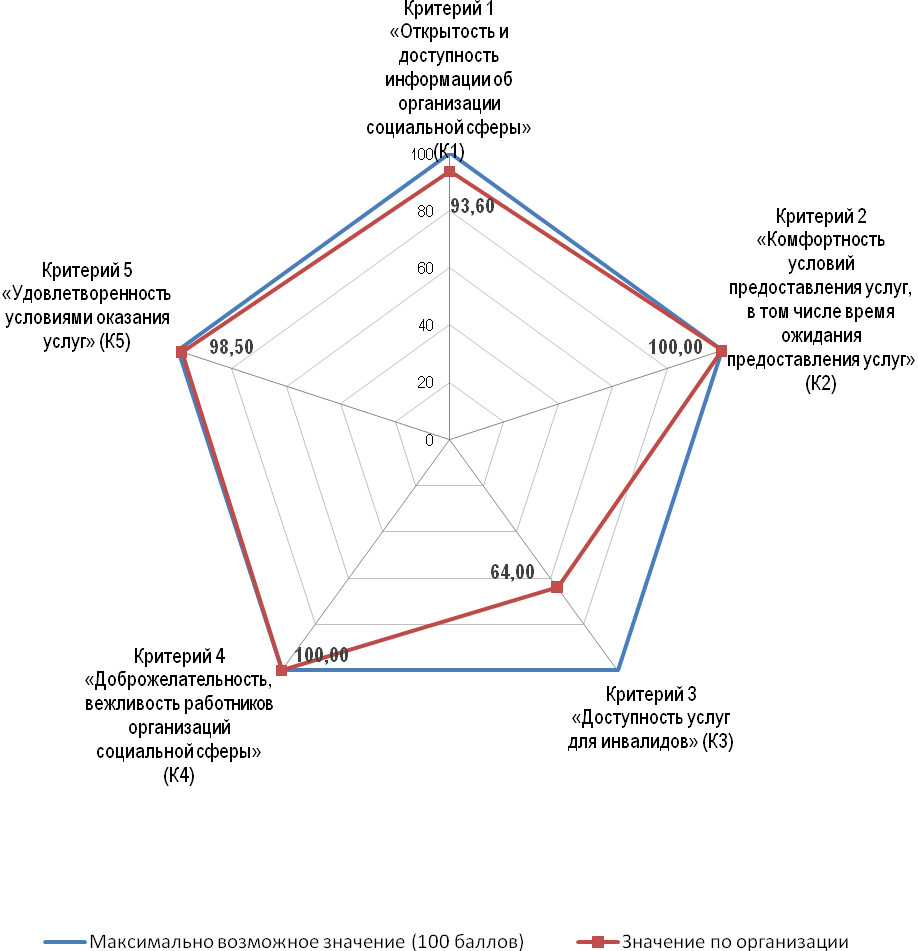 Критерий 1
«Открытость и
доступность
информации об
организации
социальной сферы»
(К1)
100
93,60
80
60
40
20
0
Критерий 2
«Комфортность
условий
предоставления услуг,
в том числе время
ожидания
предоставления услуг»
(К2)
100,00
Критерий 5
«Удовлетворенность
условиями оказания
услуг» (К5)
98,50
64,00
Критерий 3
«Доступность услуг
для инвалидов» (К3)
100,00
Критерий 4
«Доброжелательность,
вежливость работников
организаций
социальной сферы»
(К4)
Максимально возможное значение (100 баллов)
Значение по организации